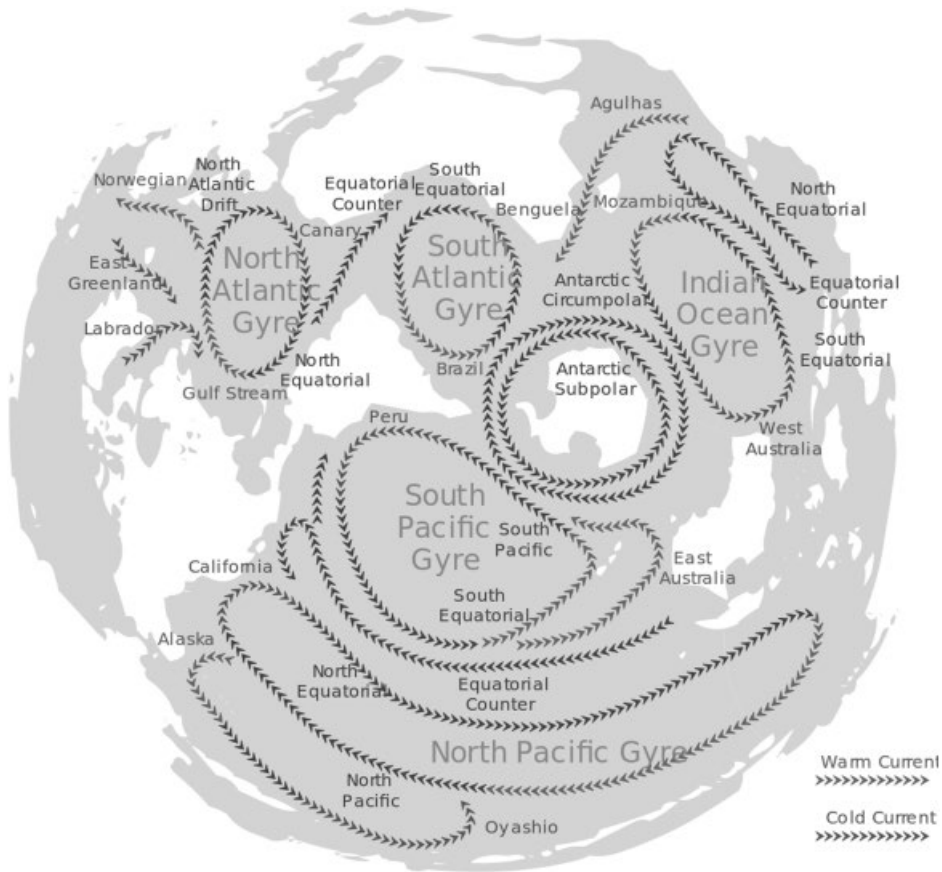 Agulhas
Norwegian
North
Atlantic
Drift
Equatorial
Counter
South
Equatorial
Canary
Benguela
Mozambique
North
Equatorial
East
Greenland
North
Atlantic
Gyre
South
Atlantic
Gyre
Antarctic
Circumpolar
Indian
Ocean
Gyre
Equatorial
Counter
Labrador
South
Equatorial
Gulf Stream
North
Equatorial
Brazil
Antarctic
Subpolar
Peru
West
Australia
South
Pacific
Gyre
South
Pacific
California
East
Australia
South
Equatorial
Alaska
North
Equatorial
Equatorial
Counter
North Pacific Gyre
North
Pacific
Oyashio
Warm Current
Cold Current